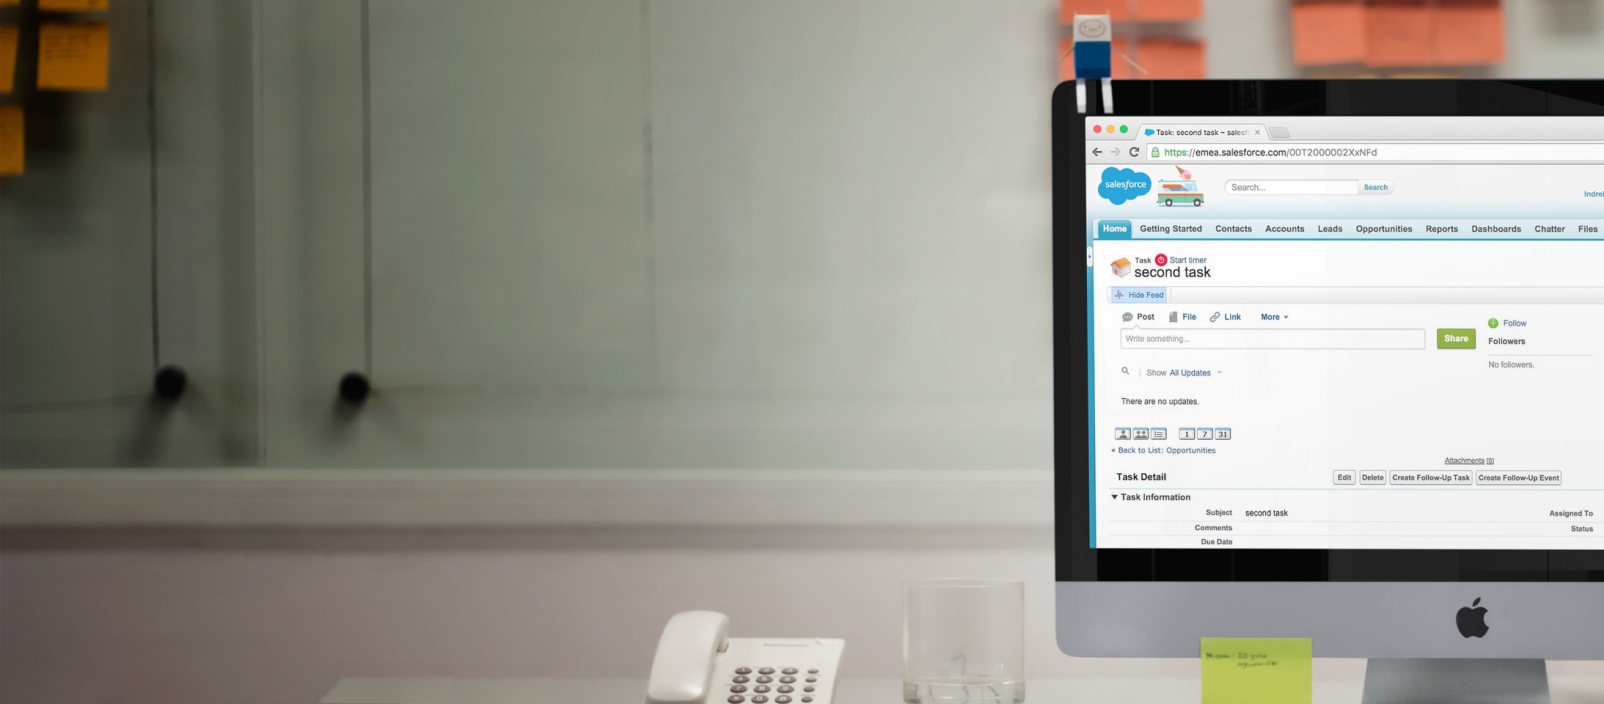 Task: second task ~ salesf
https://emea.salesforce.com/00T2000002XxNFd
salesforce
Search...
Search
Indre
Home Getting Started Contacts Accounts Leads Opportunities Reports Dashboards Chatter Files
Task Start timer
second task
Hide Feed
Post File Link More
Follow
Write something...
Share
Followers
No followers.
Show All Updates
There are no updates.
1 7 31
« Back to List: Opportunities
Attachments [0]
Task Detail
Edit Delete Create Follow-Up Task Create Follow-Up Event
Task Information
Subject second task
Assigned To
Comments
Status
Due Date